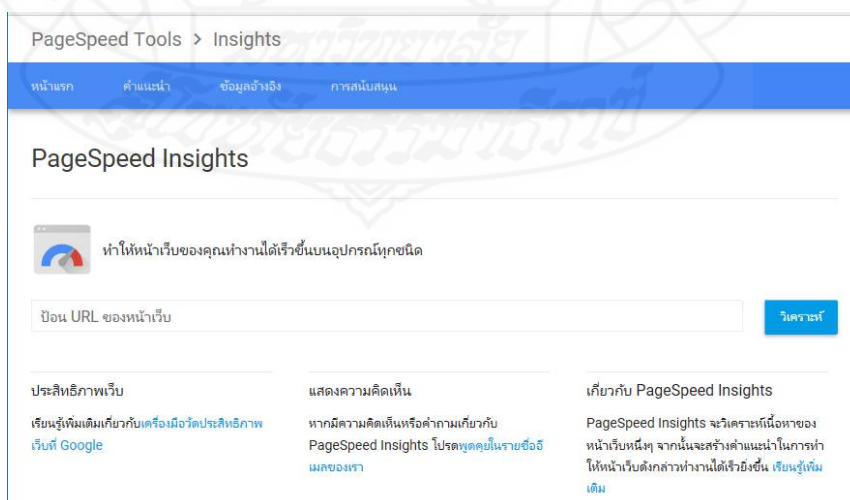 PageSpeed Tools > Insights
หน้าแรก คำแนะนำ ข้อมูลอ้างอิง การสนับสนุน
PageSpeed Insights
ทำให้หน้าเว็บของคุณทำงานได้เร็วขึ้นบนอุปกรณ์ทุกชนิด
ป้อน URL ของหน้าเว็บ วิเคราะห์
ประสิทธิภาพเว็บ
เรียนรู้เพิ่มเติมเกี่ยวกับเครื่องมือวัดประสิทธิภาพ
เว็บที่ Google
แสดงความคิดเห็น
หากมีความคิดเห็นหรือคำถามเกี่ยวกับ
PageSpeed Insights โปรดพูดคุยในรายชื่ออี
เมลของเรา
เกี่ยวกับ PageSpeed Insights
PageSpeed Insights จะวิเคราะห์เนื้อหาของ
หน้าเว็บหนึ่งๆ จากนั้นจะสร้างคำแนะนำในการทำ
ให้หน้าเว็บดังกล่าวทำงานได้เร็วยิ่งขึ้น เรียนรู้เพิ่ม
เติม